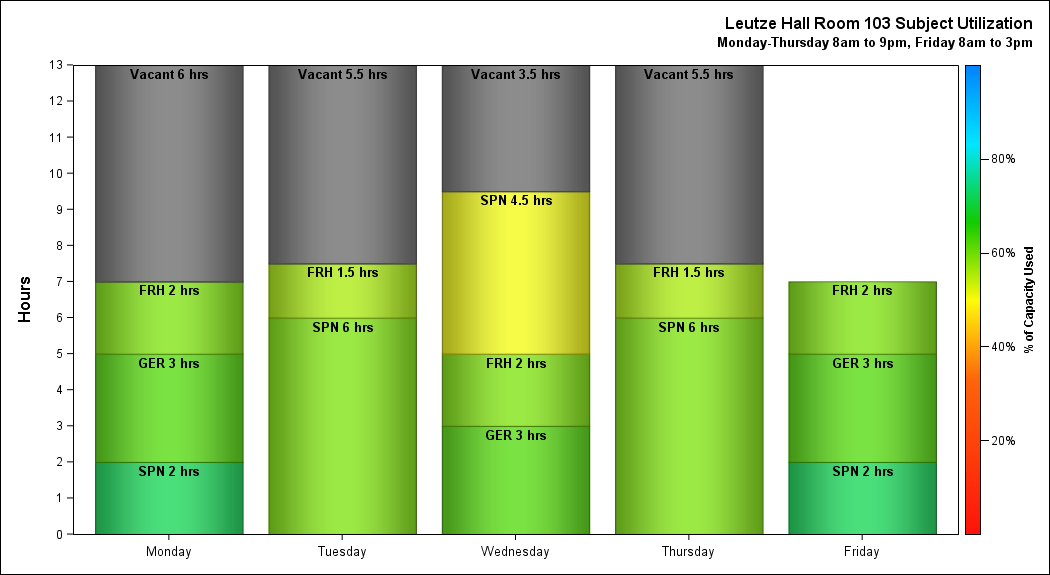 Leutze Hall Room 103 Subject Utilization
Monday-Thursday 8am to 9pm, Friday 8am to 3pm
Hours
13
12
11
10
9
8
7
6
5
4
3
2
1
0
Vacant 6 hrs
FRH 2 hrs
GER 3 hrs
SPN 2 hrs
Vacant 5.5 hrs
FRH 1.5 hrs
SPN 6 hrs
Vacant 3.5 hrs
SPN 4.5 hrs
FRH 2 hrs
GER 3 hrs
Vacant 5.5 hrs
FRH 1.5 hrs
SPN 6 hrs
FRH 2 hrs
GER 3 hrs
SPN 2 hrs
Monday
Tuesday
Wednesday
Thursday
Friday
80%
60%
40%
20%
% of Capacity Used